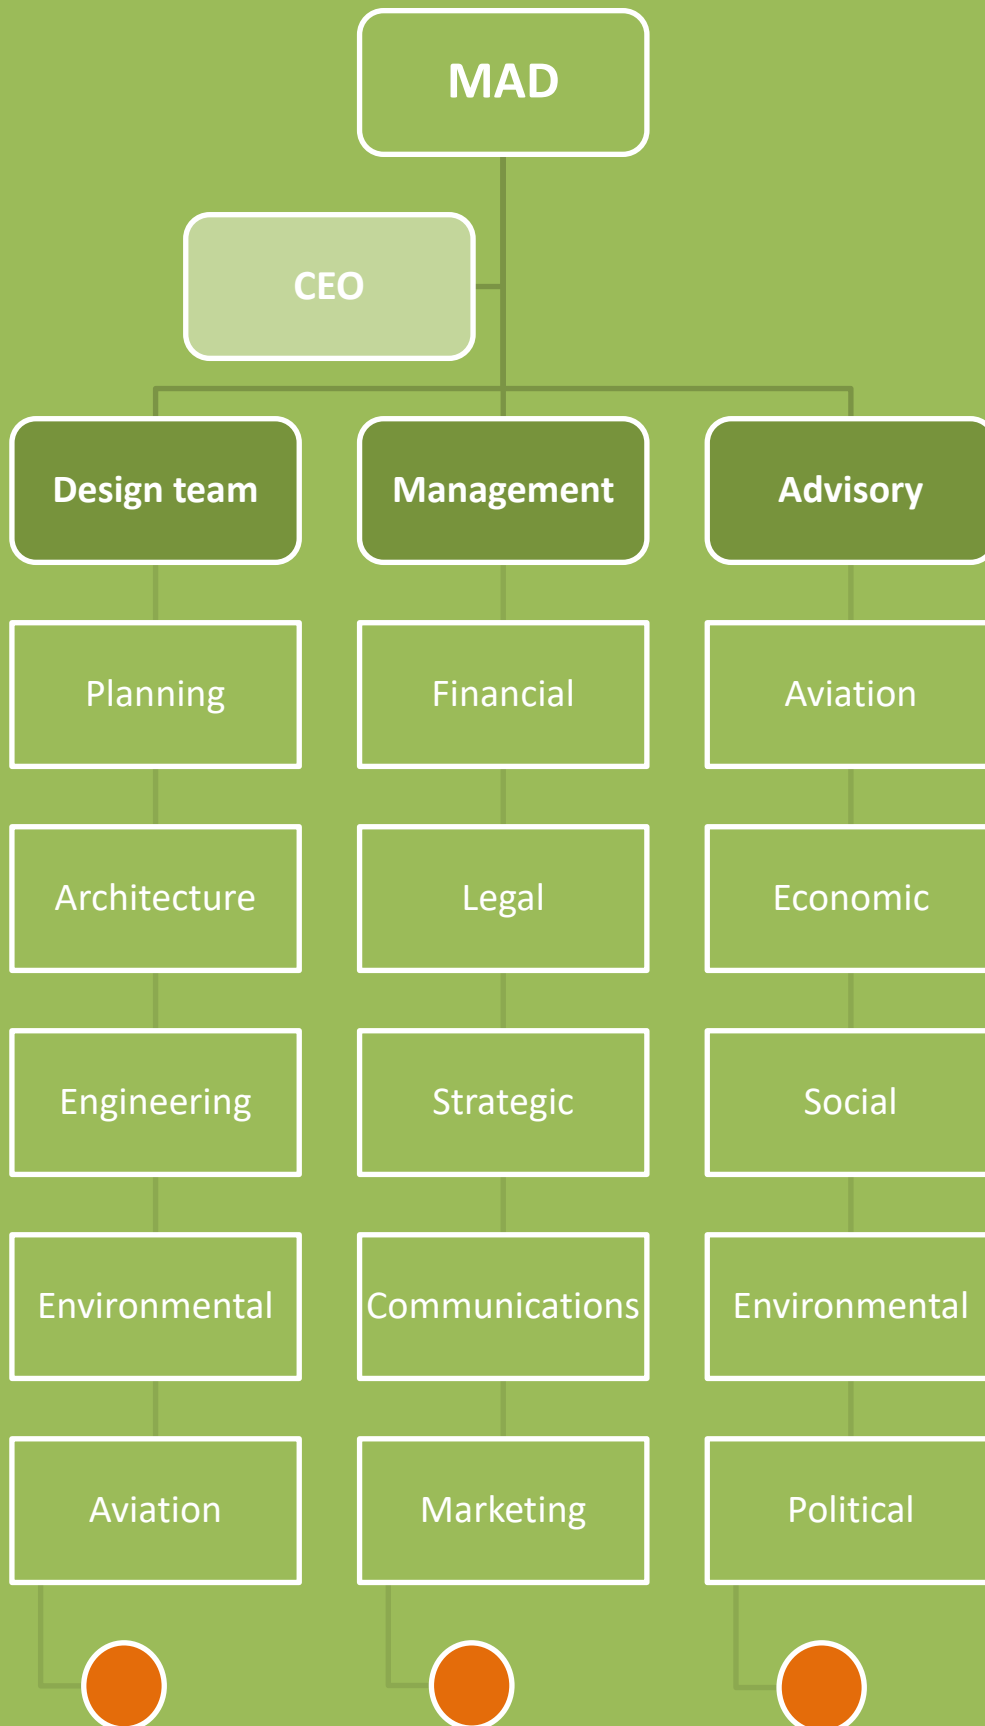 MAD
CEO
Design team
Management
Advisory
Planning
Financial
Aviation
Architecture
Legal
Economic
Engineering
Strategic
Social
Environmental
Communications
Environmental
Aviation
Marketing
Political